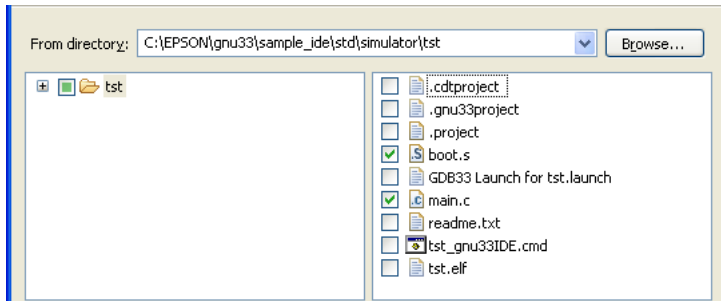 From directory: C:\EPSON\gnu33\sample_ide\std\simulator\tst Browse...
tst
.cdtproject
.gnu33project
.project
boot.s
GDB33 Launch for tst.launch
main.c
readme.txt
tst_gnu33IDE.cmd
tst.elf